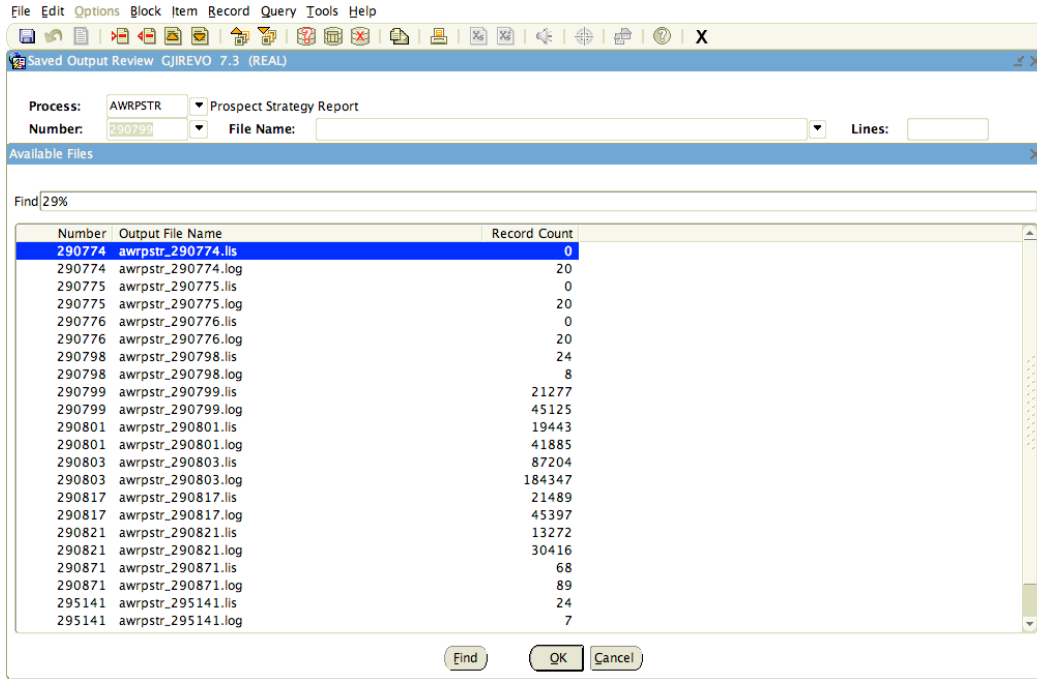 File Edit Options Block Item Record Query Tools Help
X
Saved Output Review GJIREVO 7.3 (REAL)
Process: AWRPSTR Prospect Strategy Report
Number: 290799 File Name: Lines:
Available Files
Find 29%
Number Output File Name Record Count
290774 awrpstr_290774.lis 0
290774 awrpstr_290774.log 20
290775 awrpstr_290775.lis 0
290775 awrpstr_290775.log 20
290776 awrpstr_290776.lis 0
290776 awrpstr_290776.log 20
290798 awrpstr_290798.lis 24
290798 awrpstr_290798.log 8
290799 awrpstr_290799.lis 21277
290799 awrpstr_290799.log 45125
290801 awrpstr_290801.lis 19443
290801 awrpstr_290801.log 41885
290803 awrpstr_290803.lis 87204
290803 awrpstr_290803.log 184347
290817 awrpstr_290817.lis 21489
290817 awrpstr_290817.log 45397
290821 awrpstr_290821.lis 13272
290821 awrpstr_290821.log 30416
290871 awrpstr_290871.lis 68
290871 awrpstr_290871.log 89
295141 awrpstr_295141.lis 24
295141 awrpstr_295141.log 7
Find OK Cancel